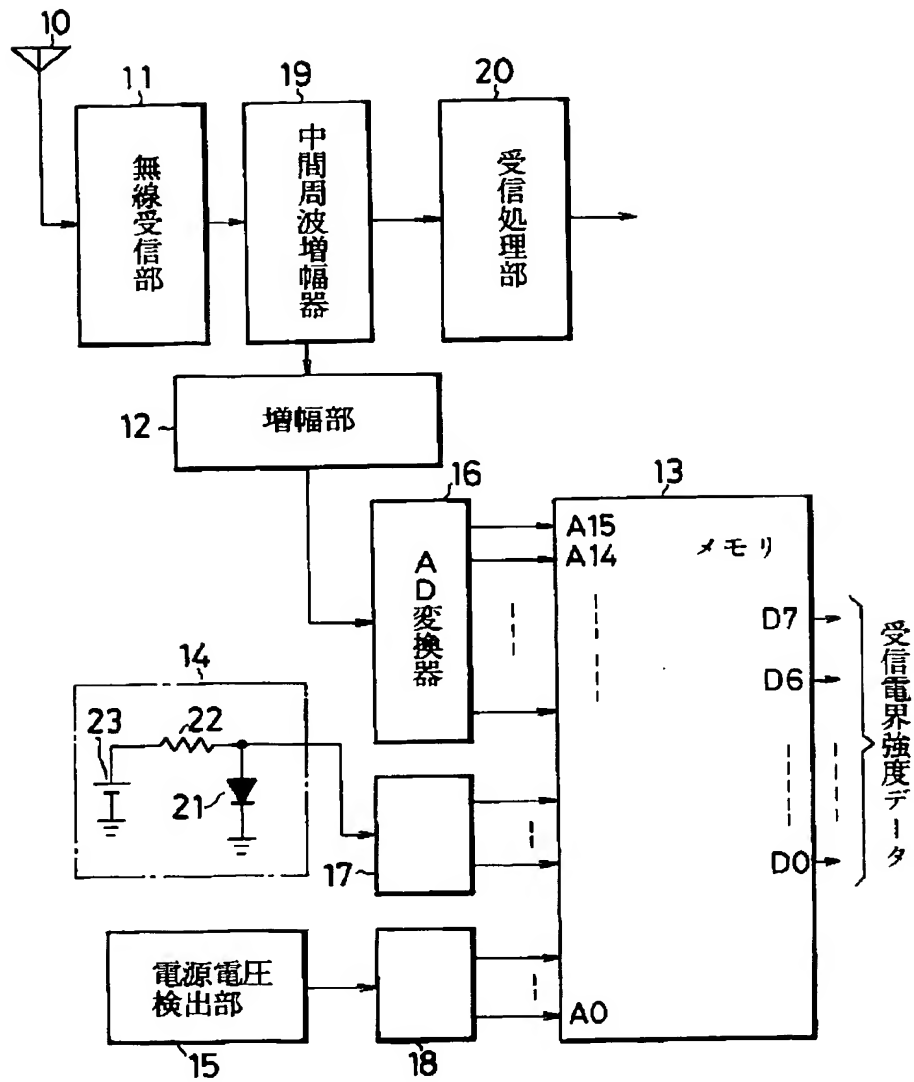 10
11
無線受信部
19
中間周波増幅器
20
受信処理部
12
増幅部
16
AD変換器
13
メモリ
A15
A14
D7
D6
D0
受信電界強度データ
14
23
22
21
17
電源電圧
検出部
15
18
A0